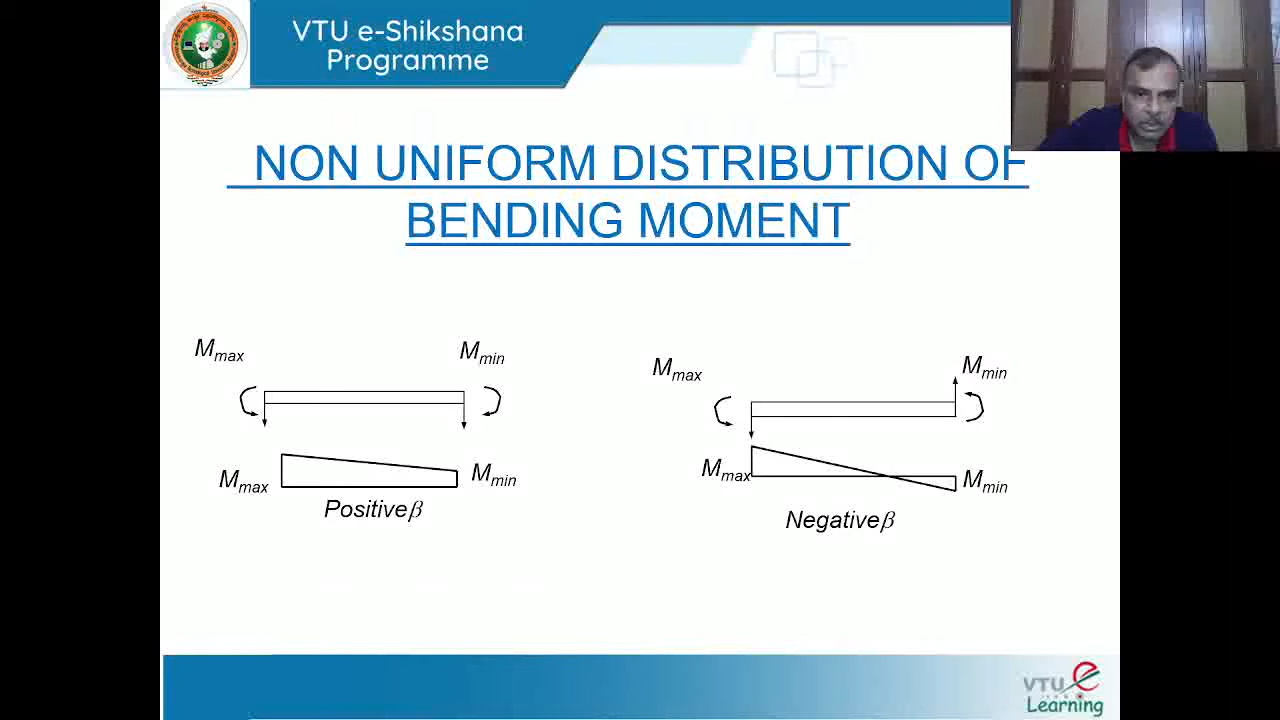 VTU e-Shikshana
Programme
NON UNIFORM DISTRIBUTION OF
BENDING MOMENT
Mmax
Mmin
Mmax
Mmin
Mmax
Mmin
Positiveβ
Mmax
Mmin
Negativeβ
VTU e
Learning